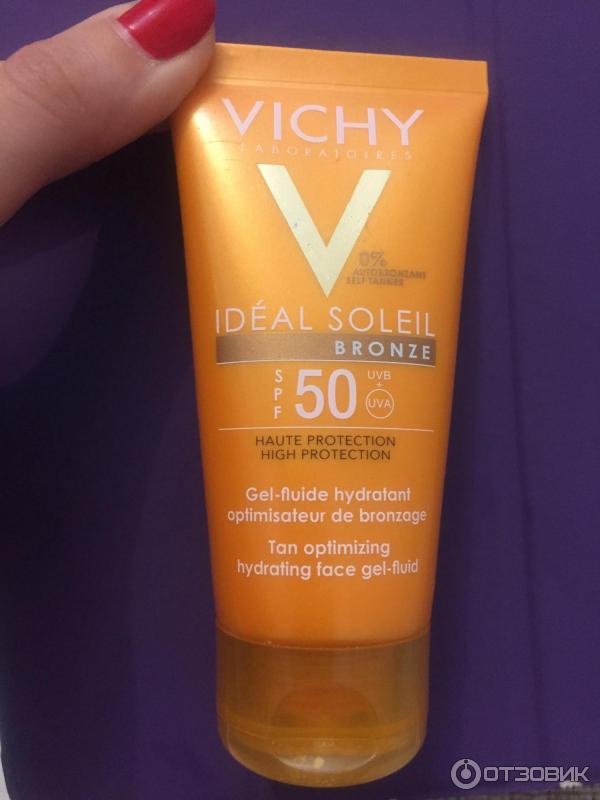 VICHY
LABORATOIRES
V
0%
AUTOBRONZANT
SELF-TANNER
IDÉAL SOLEIL
BRONZE
SPF 50
UVB
+
UVA
HAUTE PROTECTION
HIGH PROTECTION
Gel-fluide hydratant
optimisateur de bronzage
Tan optimizing
hydrating face gel-fluid
ОТЗОВИК